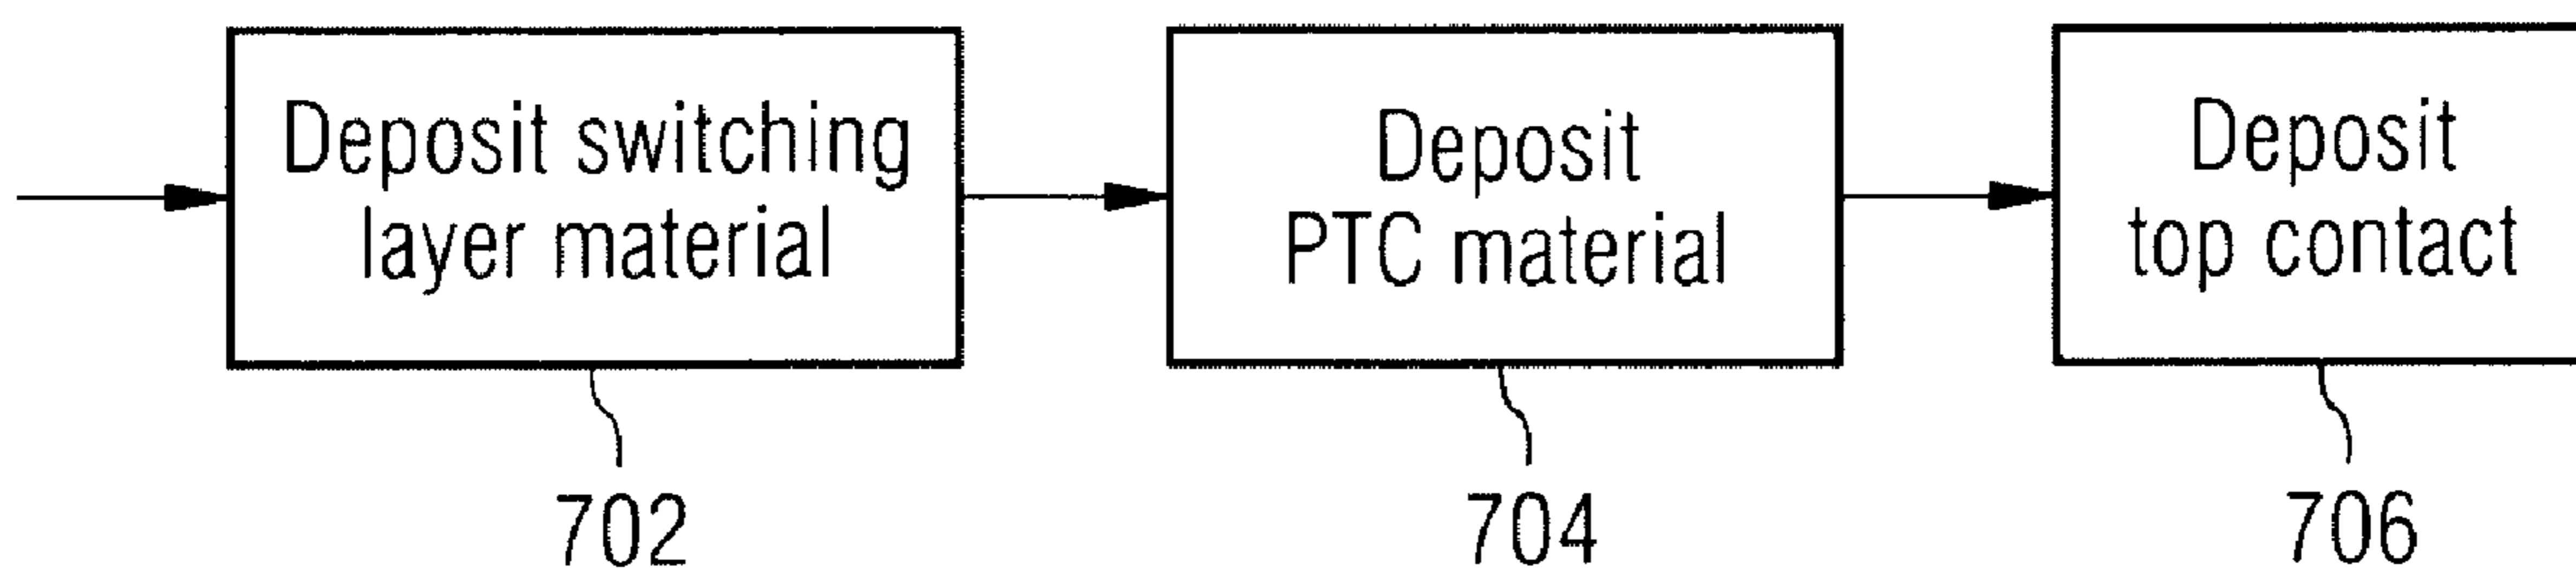 Deposit switching
layer material
Deposit
PTC material
Deposit
top contact
702
704
706